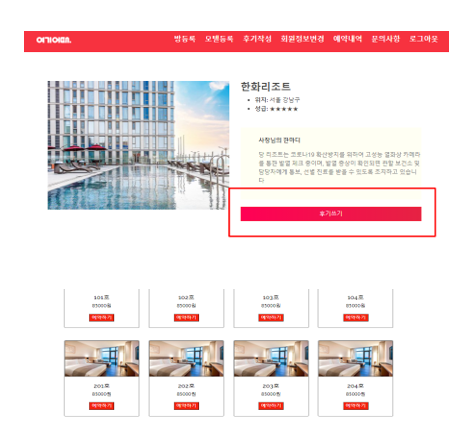 여기어때.
방등록 모텔등록 후기작성 회원정보변경 예약내역 문의사항 로그아웃
한화리조트
위치: 서울 강남구
성급: ★★★★★
사장님의 한마디
당 리조트는 코로나19 확산방지를 위하여 고성능 열화상 카메라
를 통한 발열 체크 중이며, 발열 증상이 확인되면 관할 보건소 및
담당자에게 통보, 선별 진료를 받을 수 있도록 조치하고 있습니
다.
후기쓰기
101호 102호 103호 104호
85000원 85000원 85000원 85000원
예약하기 예약하기 예약하기 예약하기
201호 202호 203호 204호
85000원 85000원 85000원 85000원
예약하기 예약하기 예약하기 예약하기